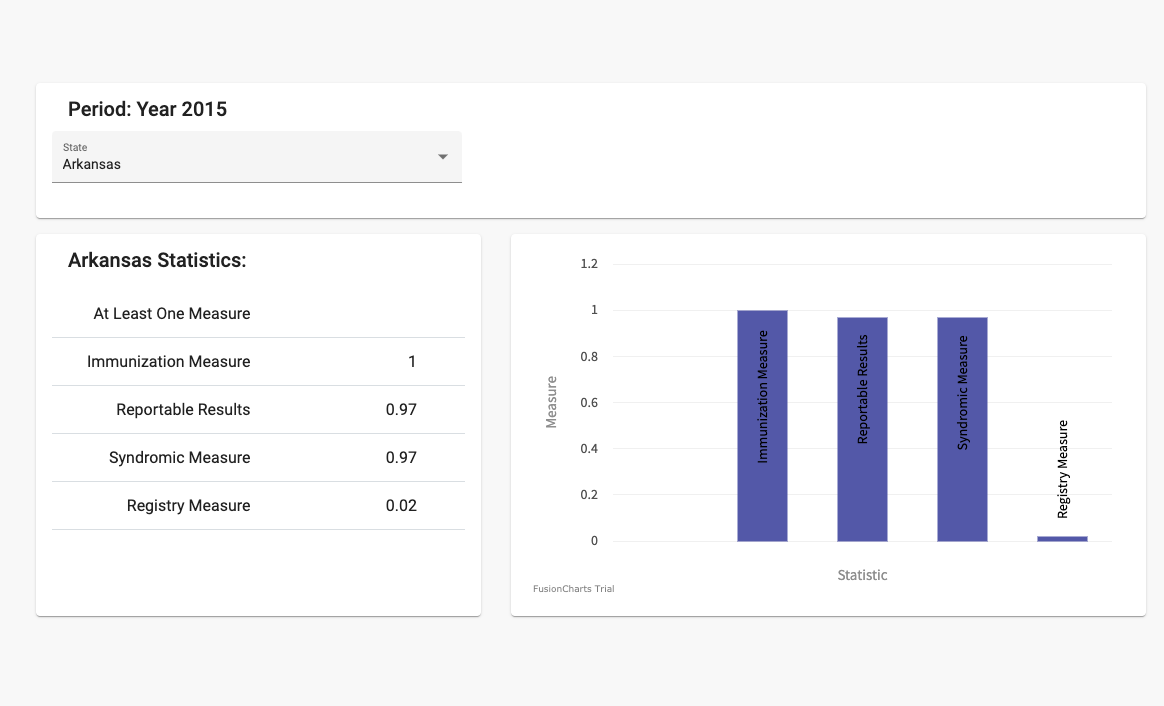 Period: Year 2015
State
Arkansas
Arkansas Statistics:
At Least One Measure
Immunization Measure 1
Reportable Results 0.97
Syndromic Measure 0.97
Registry Measure 0.02
1.2
1
0.8
0.6
0.4
0.2
0
Measure
Immunization Measure
Reportable Results
Syndromic Measure
Registry Measure
Statistic
FusionCharts Trial